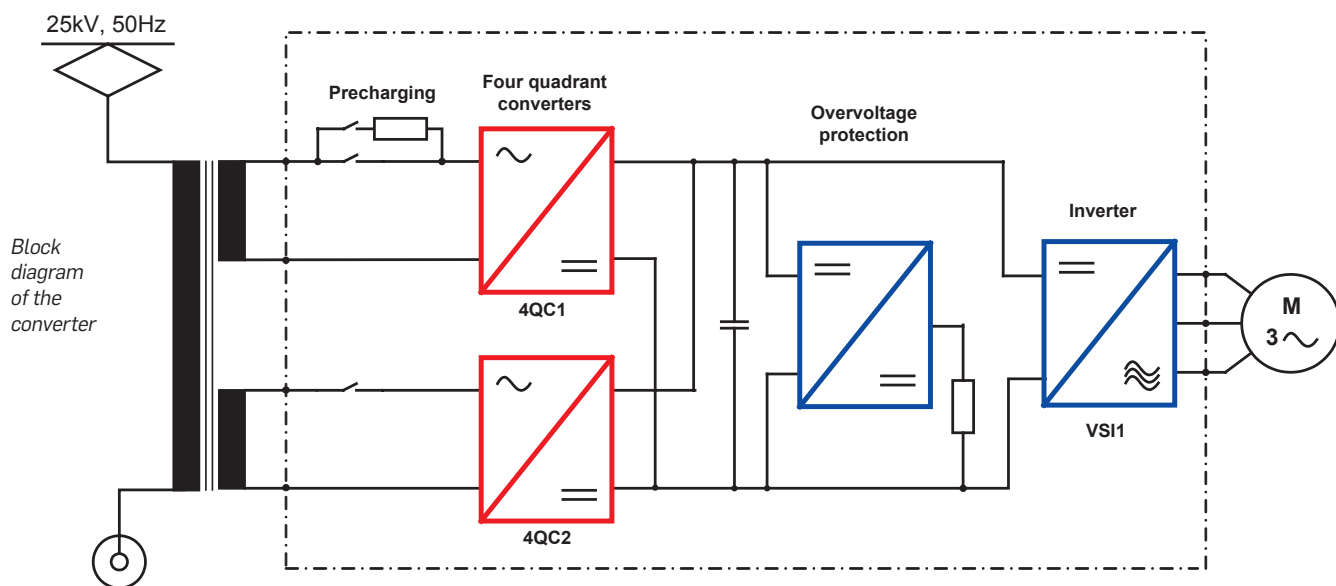 25kV, 50Hz
Precharging
Four quadrant
converters
Overvoltage
protection
Inverter
Block
diagram
of the
converter
4QC1
M
3
VSI1
4QC2